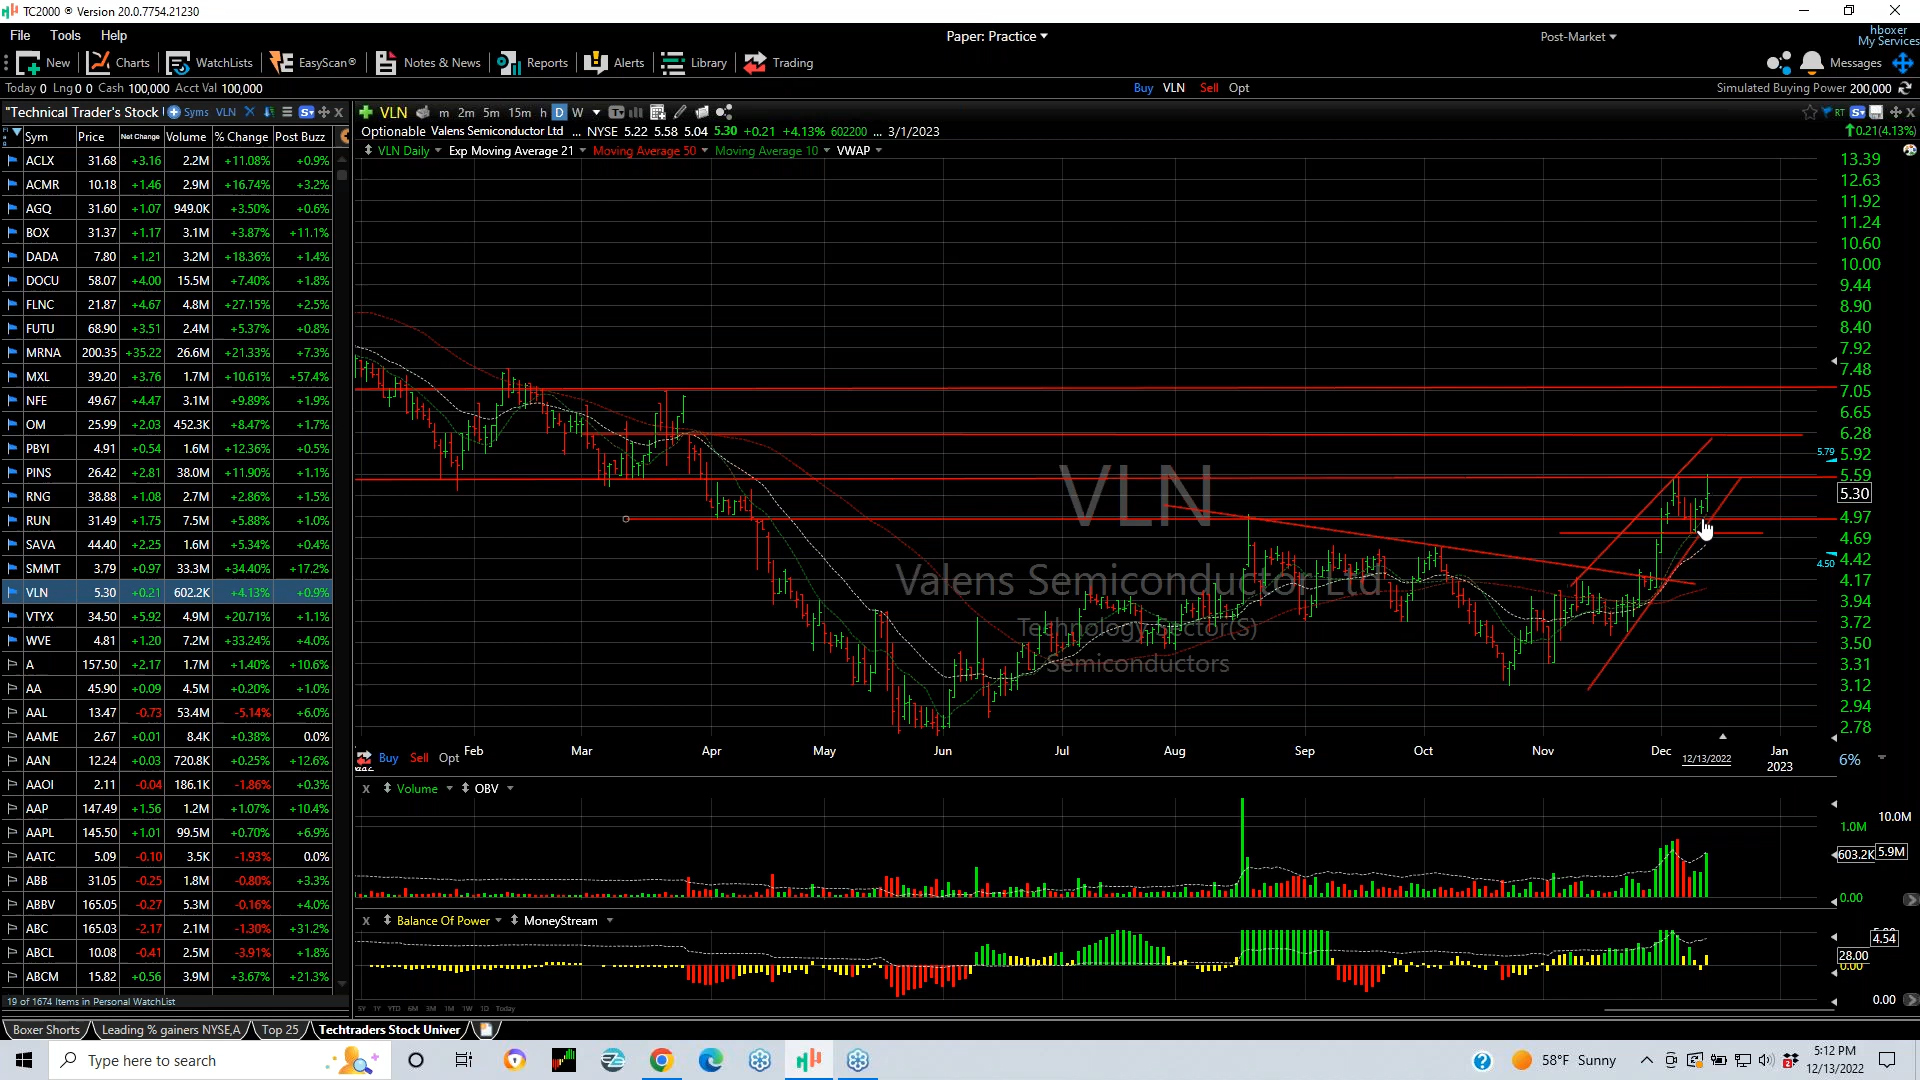 TC2000 ® Version 20.0.7754.21230
File Tools Help Paper: Practice Post-Market hboxer
My Services
New Charts WatchLists EasyScan® Notes & News Reports Alerts Library Trading Messages
Today 0 Lng 0 0 Cash 100,000 Acct Val 100,000 Buy VLN Sell Opt Simulated Buying Power 200,000
"Technical Trader's Stock Syms VLN VLN m 2m 5m 15m h D W RT
Sym Price Net Change Volume % Change Post Buzz
Optionable Valens Semiconductor Ltd ... NYSE 5.22 5.58 5.04 5.30 +0.21 +4.13% 602200 ... 3/1/2023 0.21(4.13%)
VLN Daily Exp Moving Average 21 Moving Average 50 Moving Average 10 VWAP
ACLX 31.68 +3.16 2.2M +11.08% +0.9%
ACMR 10.18 +1.46 2.9M +16.74% +3.2%
AGQ 31.60 +1.07 949.0K +3.50% +0.6%
BOX 31.37 +1.17 3.1M +3.87% +11.1%
DADA 7.80 +1.21 3.2M +18.36% +1.4%
DOCU 58.07 +4.00 15.5M +7.40% +1.8%
FLNC 21.87 +4.67 4.8M +27.15% +2.5%
FUTU 68.90 +3.51 2.4M +5.37% +0.8%
MRNA 200.35 +35.22 26.6M +21.33% +7.3%
MXL 39.20 +3.76 1.7M +10.61% +57.4%
NFE 49.67 +4.47 3.1M +9.89% +1.9%
OM 25.99 +2.03 452.3K +8.47% +1.7%
PBYI 4.91 +0.54 1.6M +12.36% +0.5%
PINS 26.42 +2.81 38.0M +11.90% +1.1%
RNG 38.88 +1.08 2.7M +2.86% +1.5%
RUN 31.49 +1.75 7.5M +5.88% +1.0%
SAVA 44.40 +2.25 1.6M +5.34% +0.4%
SMMT 3.79 +0.97 33.3M +34.40% +17.2%
VLN 5.30 +0.21 602.2K +4.13% +0.9%
VTYX 34.50 +5.92 4.9M +20.71% +1.1%
WVE 4.81 +1.20 7.2M +33.24% +4.0%
A 157.50 +2.17 1.7M +1.40% +10.6%
AA 45.90 +0.09 4.5M +0.20% +1.0%
AAL 13.47 -0.73 53.4M -5.14% +6.0%
AAME 2.67 +0.01 8.4K +0.38% 0.0%
AAN 12.24 +0.03 720.8K +0.25% +12.6%
AAOI 2.11 -0.04 186.1K -1.86% +0.3%
AAP 147.49 +1.56 1.2M +1.07% +10.4%
AAPL 145.50 +1.01 99.5M +0.70% +6.9%
AATC 5.09 -0.10 3.5K -1.93% 0.0%
ABB 31.05 -0.25 1.8M -0.80% +3.3%
ABBV 165.05 -0.27 5.3M -0.16% +4.0%
ABC 165.03 -2.17 2.1M -1.30% +31.2%
ABCL 10.08 -0.41 2.5M -3.91% +1.8%
ABCM 15.82 +0.56 3.9M +3.67% +21.3%
19 of 1674 Items in Personal WatchList
VLN
Valens Semiconductor Ltd
Technology Sector(S)
Semiconductors
13.39
12.63
11.92
11.24
10.60
10.00
9.44
8.90
8.40
7.92
7.48
7.05
6.65
6.28
5.79 5.92
5.59
5.30
4.97
4.69
4.42
4.50
4.17
3.94
3.72
3.50
3.31
3.12
2.94
2.78
Feb Mar Apr May Jun Jul Aug Sep Oct Nov Dec Jan
Buy Sell Opt 12/13/2022 2023 6%
Volume OBV
10.0M
1.0M
603.2K 5.9M
0.00
Balance Of Power MoneyStream
4.54
28.00
0.00
0.00
5Y 1Y YTD 6M 3M 1M 1W 1D Today
Boxer Shorts Leading % gainers NYSE,A Top 25 Techtraders Stock Univer
Type here to search 58°F Sunny 5:12 PM
12/13/2022